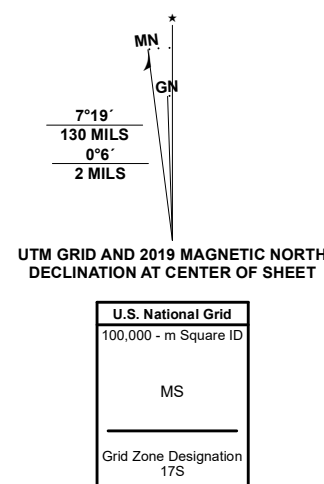 ★
MN
GN
7°19´
130 MILS
0°6´
2 MILS
UTM GRID AND 2019 MAGNETIC NORTH
DECLINATION AT CENTER OF SHEET
U.S. National Grid
100,000 - m Square ID
MS
Grid Zone Designation
17S